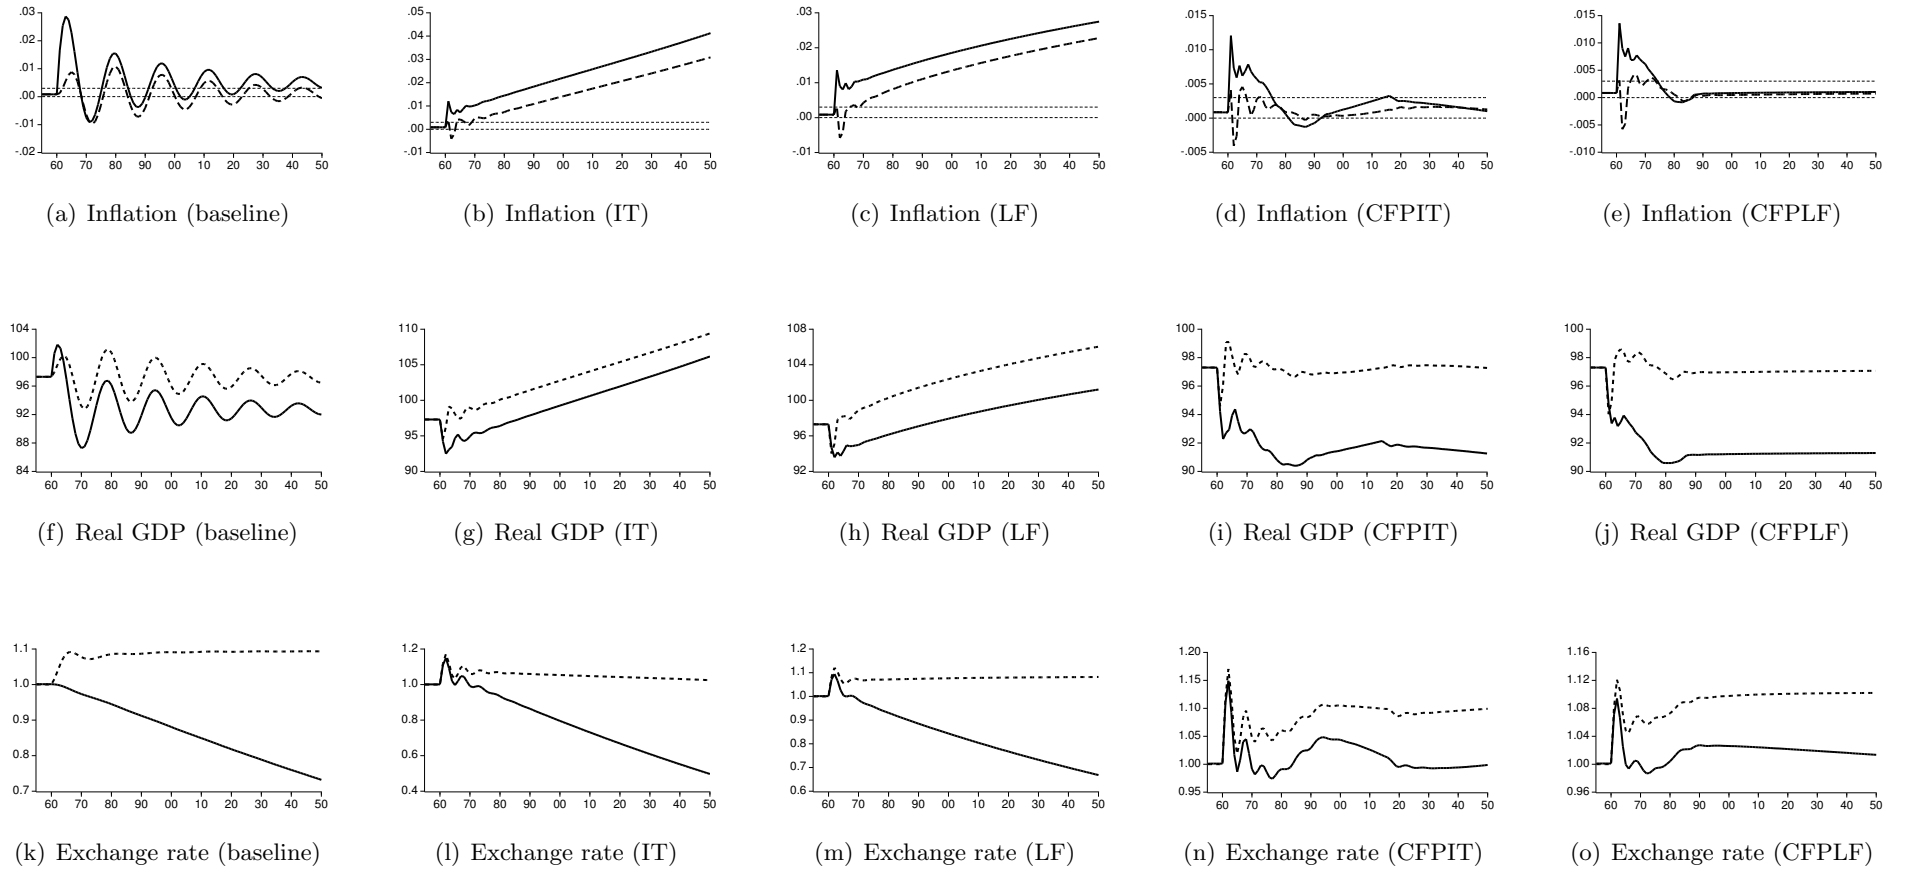 .03 .02 .01 .00 -.01 -.02
60 70 80 90 00 10 20 30 40 50
(a) Inflation (baseline)
.05 .04 .03 .02 .01 .00 -.01
60 70 80 90 00 10 20 30 40 50
(b) Inflation (IT)
.03 .02 .01 .00 -.01
60 70 80 90 00 10 20 30 40 50
(c) Inflation (LF)
.015 .010 .005 .000 -.005
60 70 80 90 00 10 20 30 40 50
(d) Inflation (CFPIT)
.015 .010 .005 .000 -.005 -.010
60 70 80 90 00 10 20 30 40 50
(e) Inflation (CFPLF)
104 100 96 92 88 84
60 70 80 90 00 10 20 30 40 50
(f) Real GDP (baseline)
110 105 100 95 90
60 70 80 90 00 10 20 30 40 50
(g) Real GDP (IT)
108 104 100 96 92
60 70 80 90 00 10 20 30 40 50
(h) Real GDP (LF)
100 98 96 94 92 90
60 70 80 90 00 10 20 30 40 50
(i) Real GDP (CFPIT)
100 98 96 94 92 90
60 70 80 90 00 10 20 30 40 50
(j) Real GDP (CFPLF)
1.1 1.0 0.9 0.8 0.7
60 70 80 90 00 10 20 30 40 50
(k) Exchange rate (baseline)
1.2 1.0 0.8 0.6 0.4
60 70 80 90 00 10 20 30 40 50
(l) Exchange rate (IT)
1.2 1.1 1.0 0.9 0.8 0.7 0.6
60 70 80 90 00 10 20 30 40 50
(m) Exchange rate (LF)
1.20 1.15 1.10 1.05 1.00 0.95
60 70 80 90 00 10 20 30 40 50
(n) Exchange rate (CFPIT)
1.16 1.12 1.08 1.04 1.00 0.96
60 70 80 90 00 10 20 30 40 50
(o) Exchange rate (CFPLF)